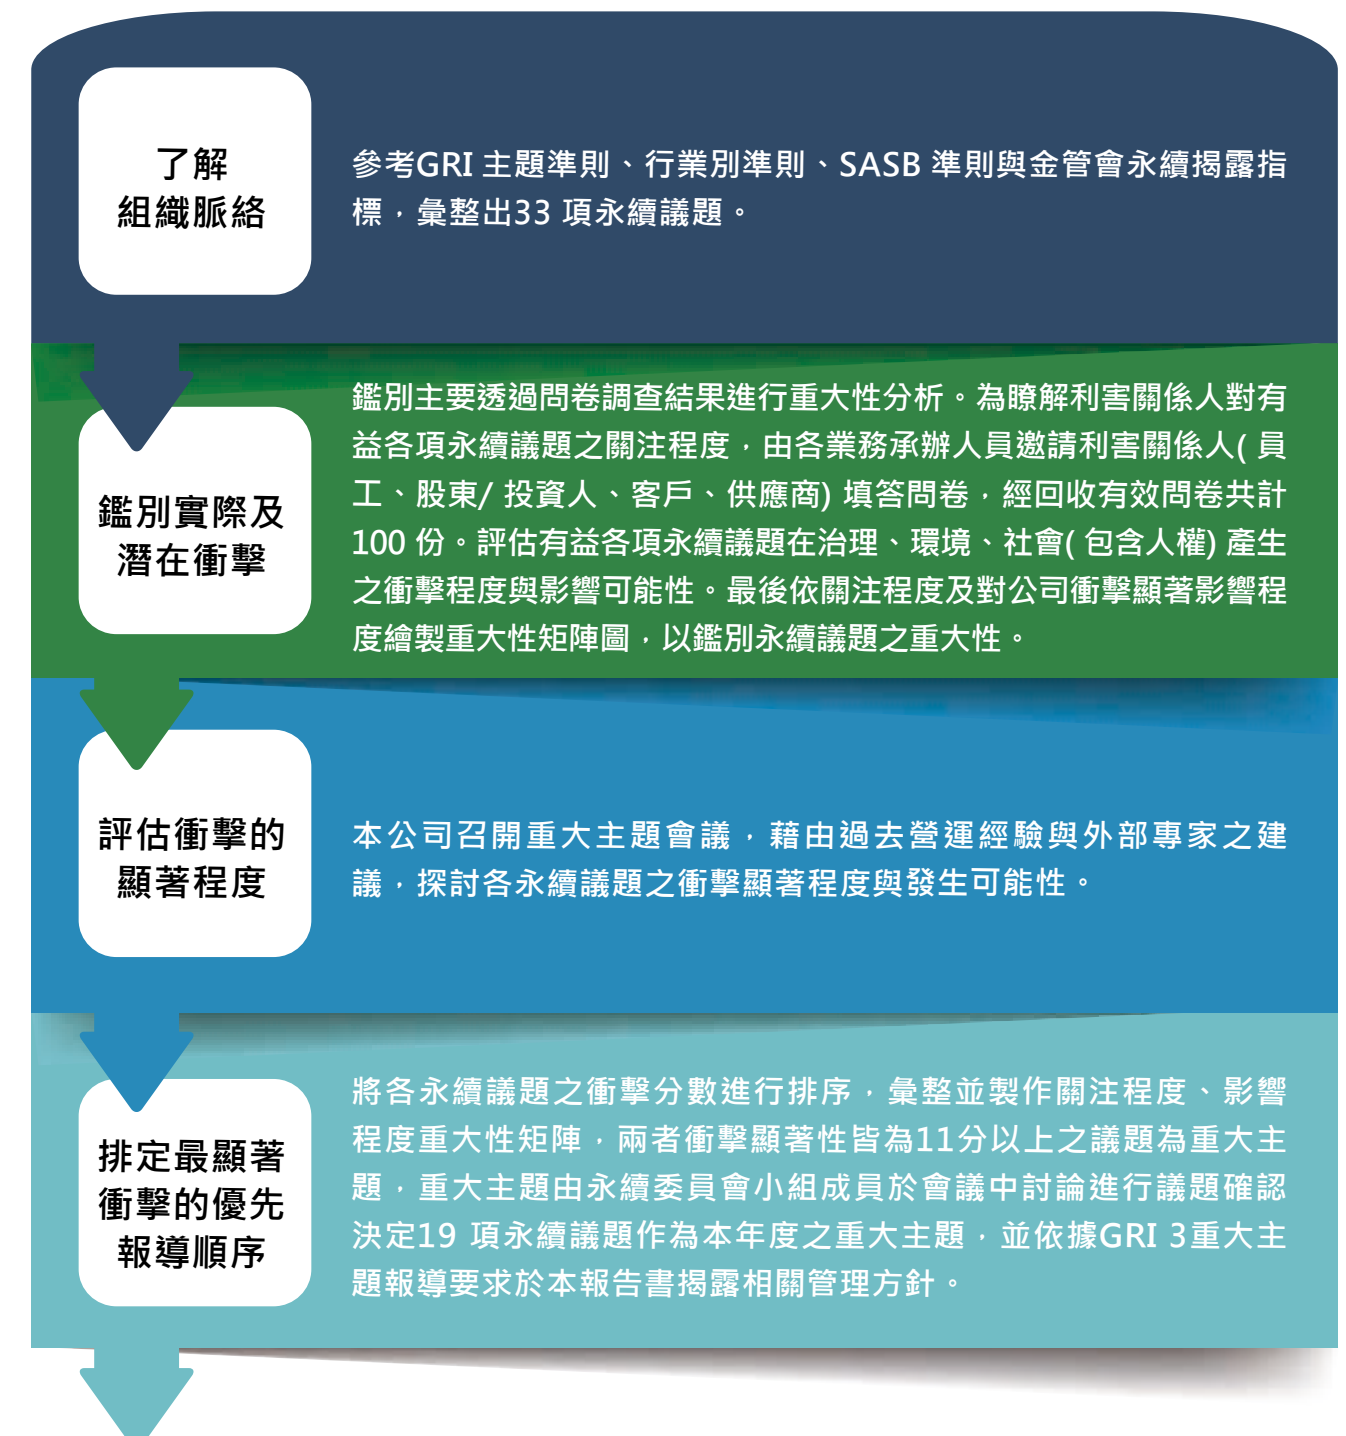 了解
組織脈絡
參考GRI 主題準則、行業別準則、SASB 準則與金管會永續揭露指
標，彙整出33 項永續議題。
鑑別實際及
潛在衝擊
鑑別主要透過問卷調查結果進行重大性分析。為瞭解利害關係人對有
益各項永續議題之關注程度，由各業務承辦人員邀請利害關係人( 員
工、股東/ 投資人、客戶、供應商) 填答問卷，經回收有效問卷共計
100 份。評估有益各項永續議題在治理、環境、社會( 包含人權) 產生
之衝擊程度與影響可能性。最後依關注程度及對公司衝擊顯著影響程
度繪製重大性矩陣圖，以鑑別永續議題之重大性。
評估衝擊的
顯著程度
本公司召開重大主題會議，藉由過去營運經驗與外部專家之建
議，探討各永續議題之衝擊顯著程度與發生可能性。
排定最顯著
衝擊的優先
報導順序
將各永續議題之衝擊分數進行排序，彙整並製作關注程度、影響
程度重大性矩陣，兩者衝擊顯著性皆為11分以上之議題為重大主
題，重大主題由永續委員會小組成員於會議中討論進行議題確認
決定19 項永續議題作為本年度之重大主題，並依據GRI 3重大主
題報導要求於本報告書揭露相關管理方針。